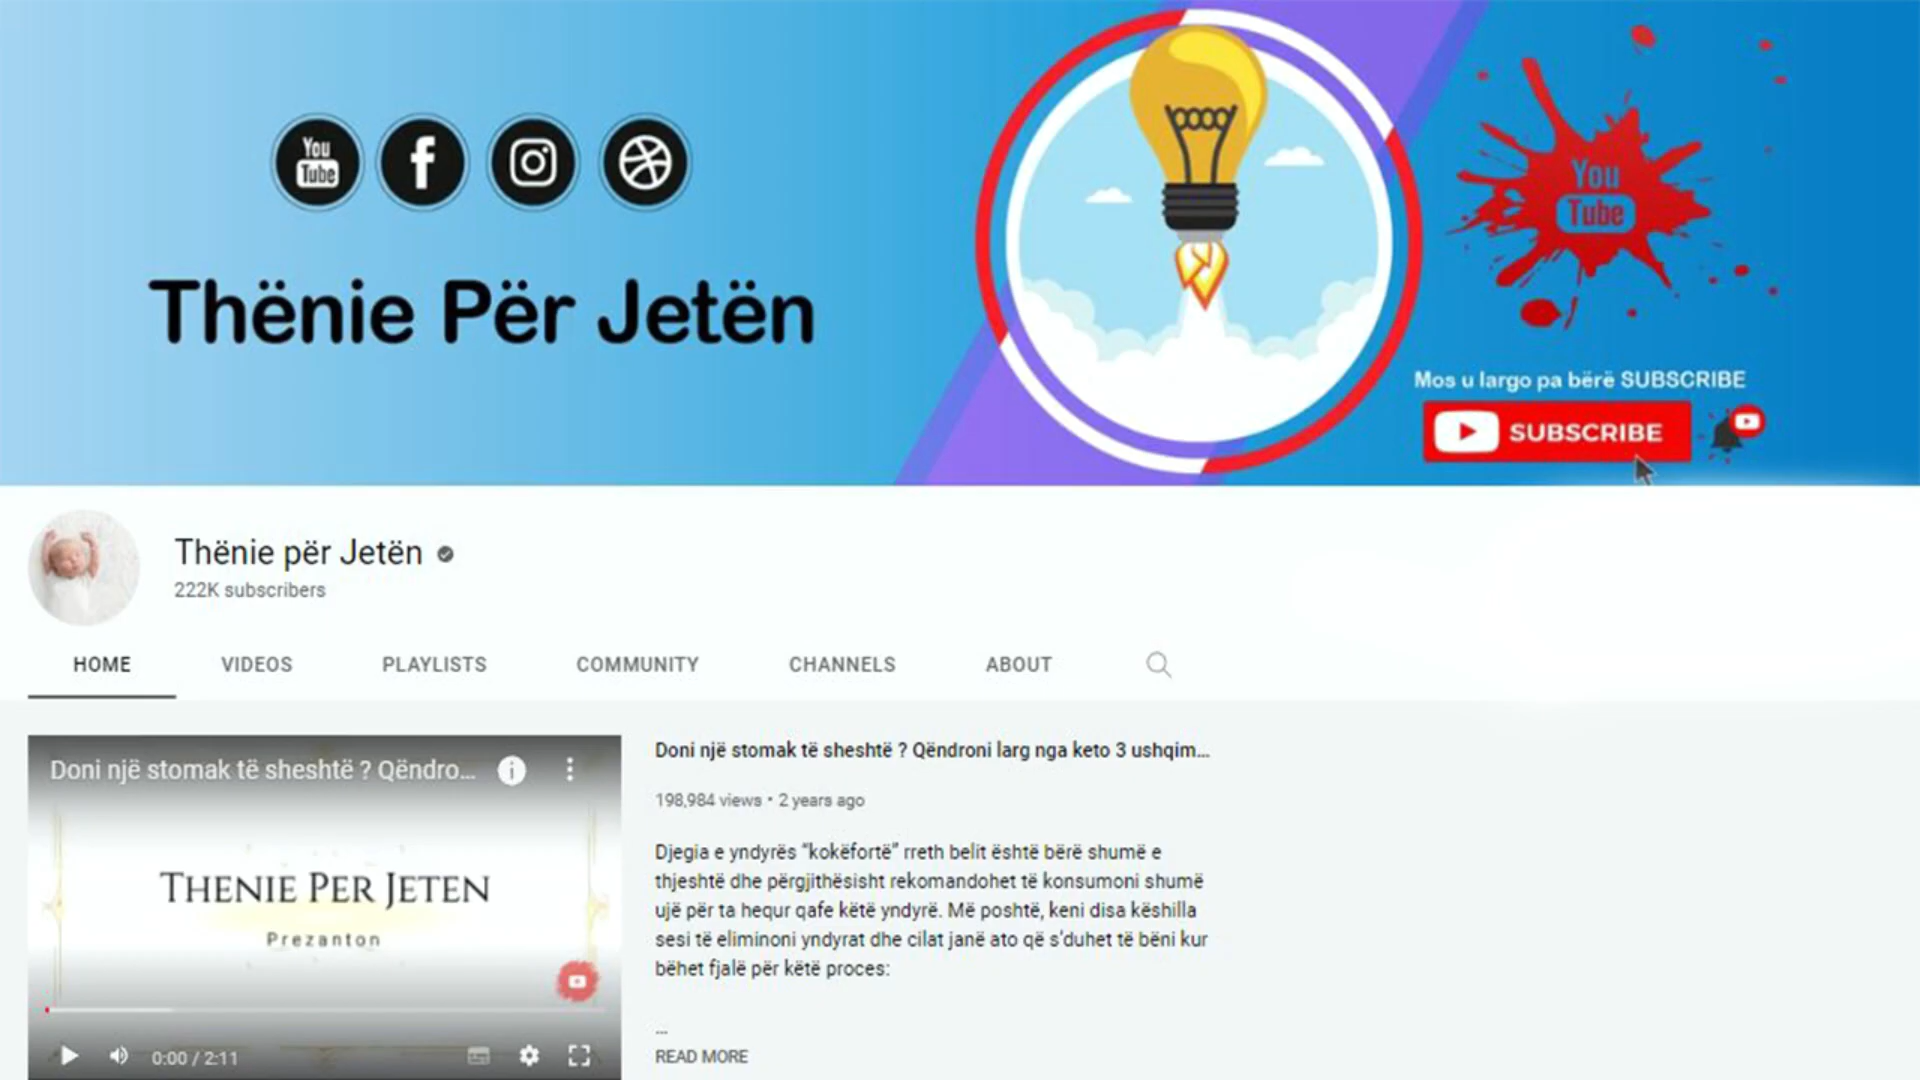 You
Tube
Thënie Për Jetën
You
Tube
Mos u largo pa bërë SUBSCRIBE
SUBSCRIBE
Thënie për Jetën
222K subscribers
HOME VIDEOS PLAYLISTS COMMUNITY CHANNELS ABOUT
Doni një stomak të sheshtë ? Qëndro...
THENIE PER JETEN
Prezanton
0:00 / 2:11
Doni një stomak të sheshtë ? Qëndroni larg nga keto 3 ushqim...
198,984 views • 2 years ago
Djegia e yndyrës “kokëfortë” rreth belit është bërë shumë e
thjeshtë dhe përgjithësisht rekomandohet të konsumoni shumë
ujë për ta hequr qafe këtë yndyrë. Më poshtë, keni disa këshilla
sesi të eliminoni yndyrat dhe cilat janë ato që s'duhet të bëni kur
bëhet fjalë për këtë proces:
...
READ MORE